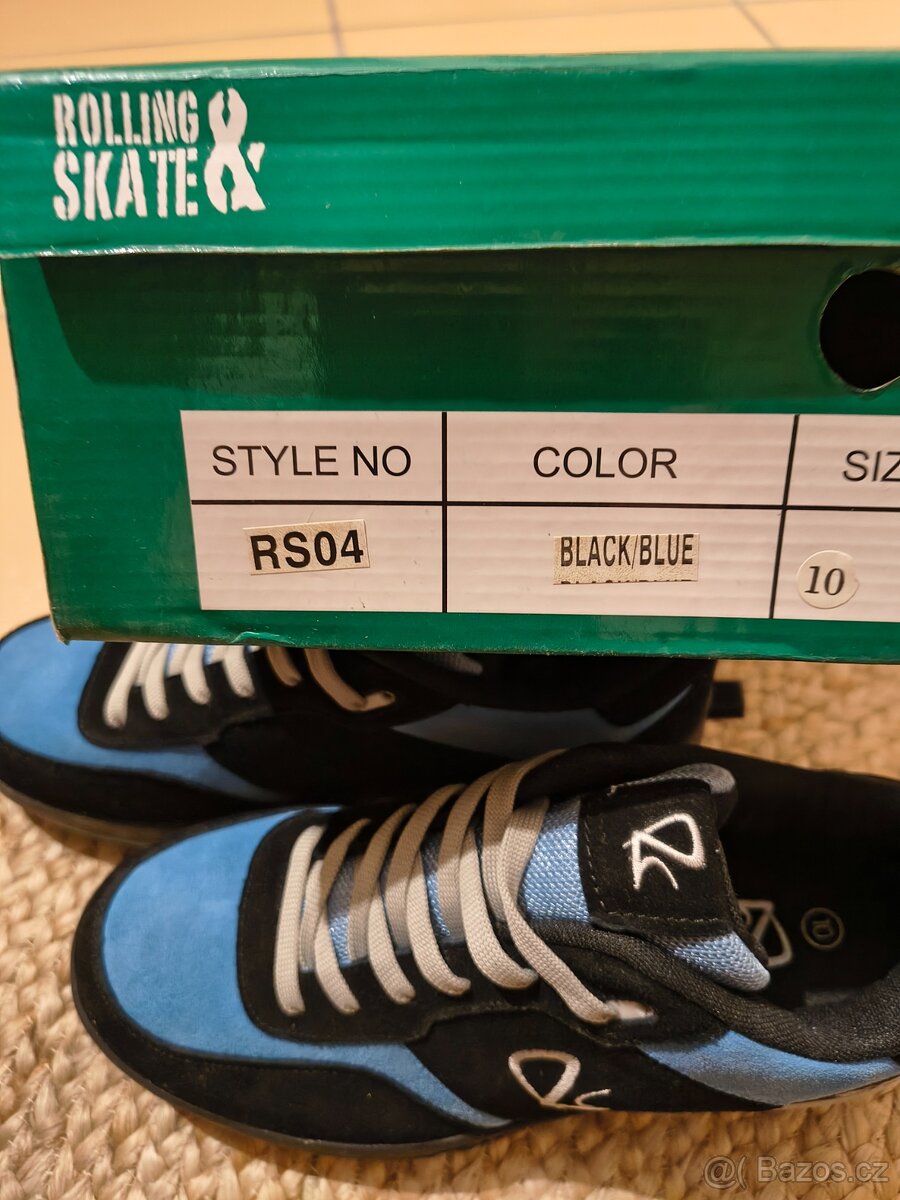 ROLLING
SKATE &
STYLE NO
COLOR
SIZ
RS04
BLACK/BLUE
10
@( Bazos.cz